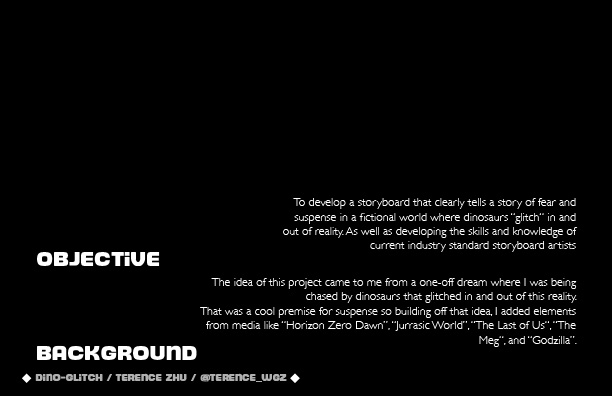 To develop a storyboard that clearly tells a story of fear and
suspense in a fictional world where dinosaurs “glitch” in and
out of reality. As well as developing the skills and knowledge of
current industry standard storyboard artists
OBJECTiVE
The idea of this project came to me from a one-off dream where I was being
chased by dinosaurs that glitched in and out of this reality.
That was a cool premise for suspense so building off that idea, I added elements
from media like “Horizon Zero Dawn”, “Jurrasic World”, “The Last of Us”, “The
Meg”, and “Godzilla”.
BACKGROUND
◆ DiNO-GLiTCH / TERENCE ZHU / @TERENCE_WGZ ◆